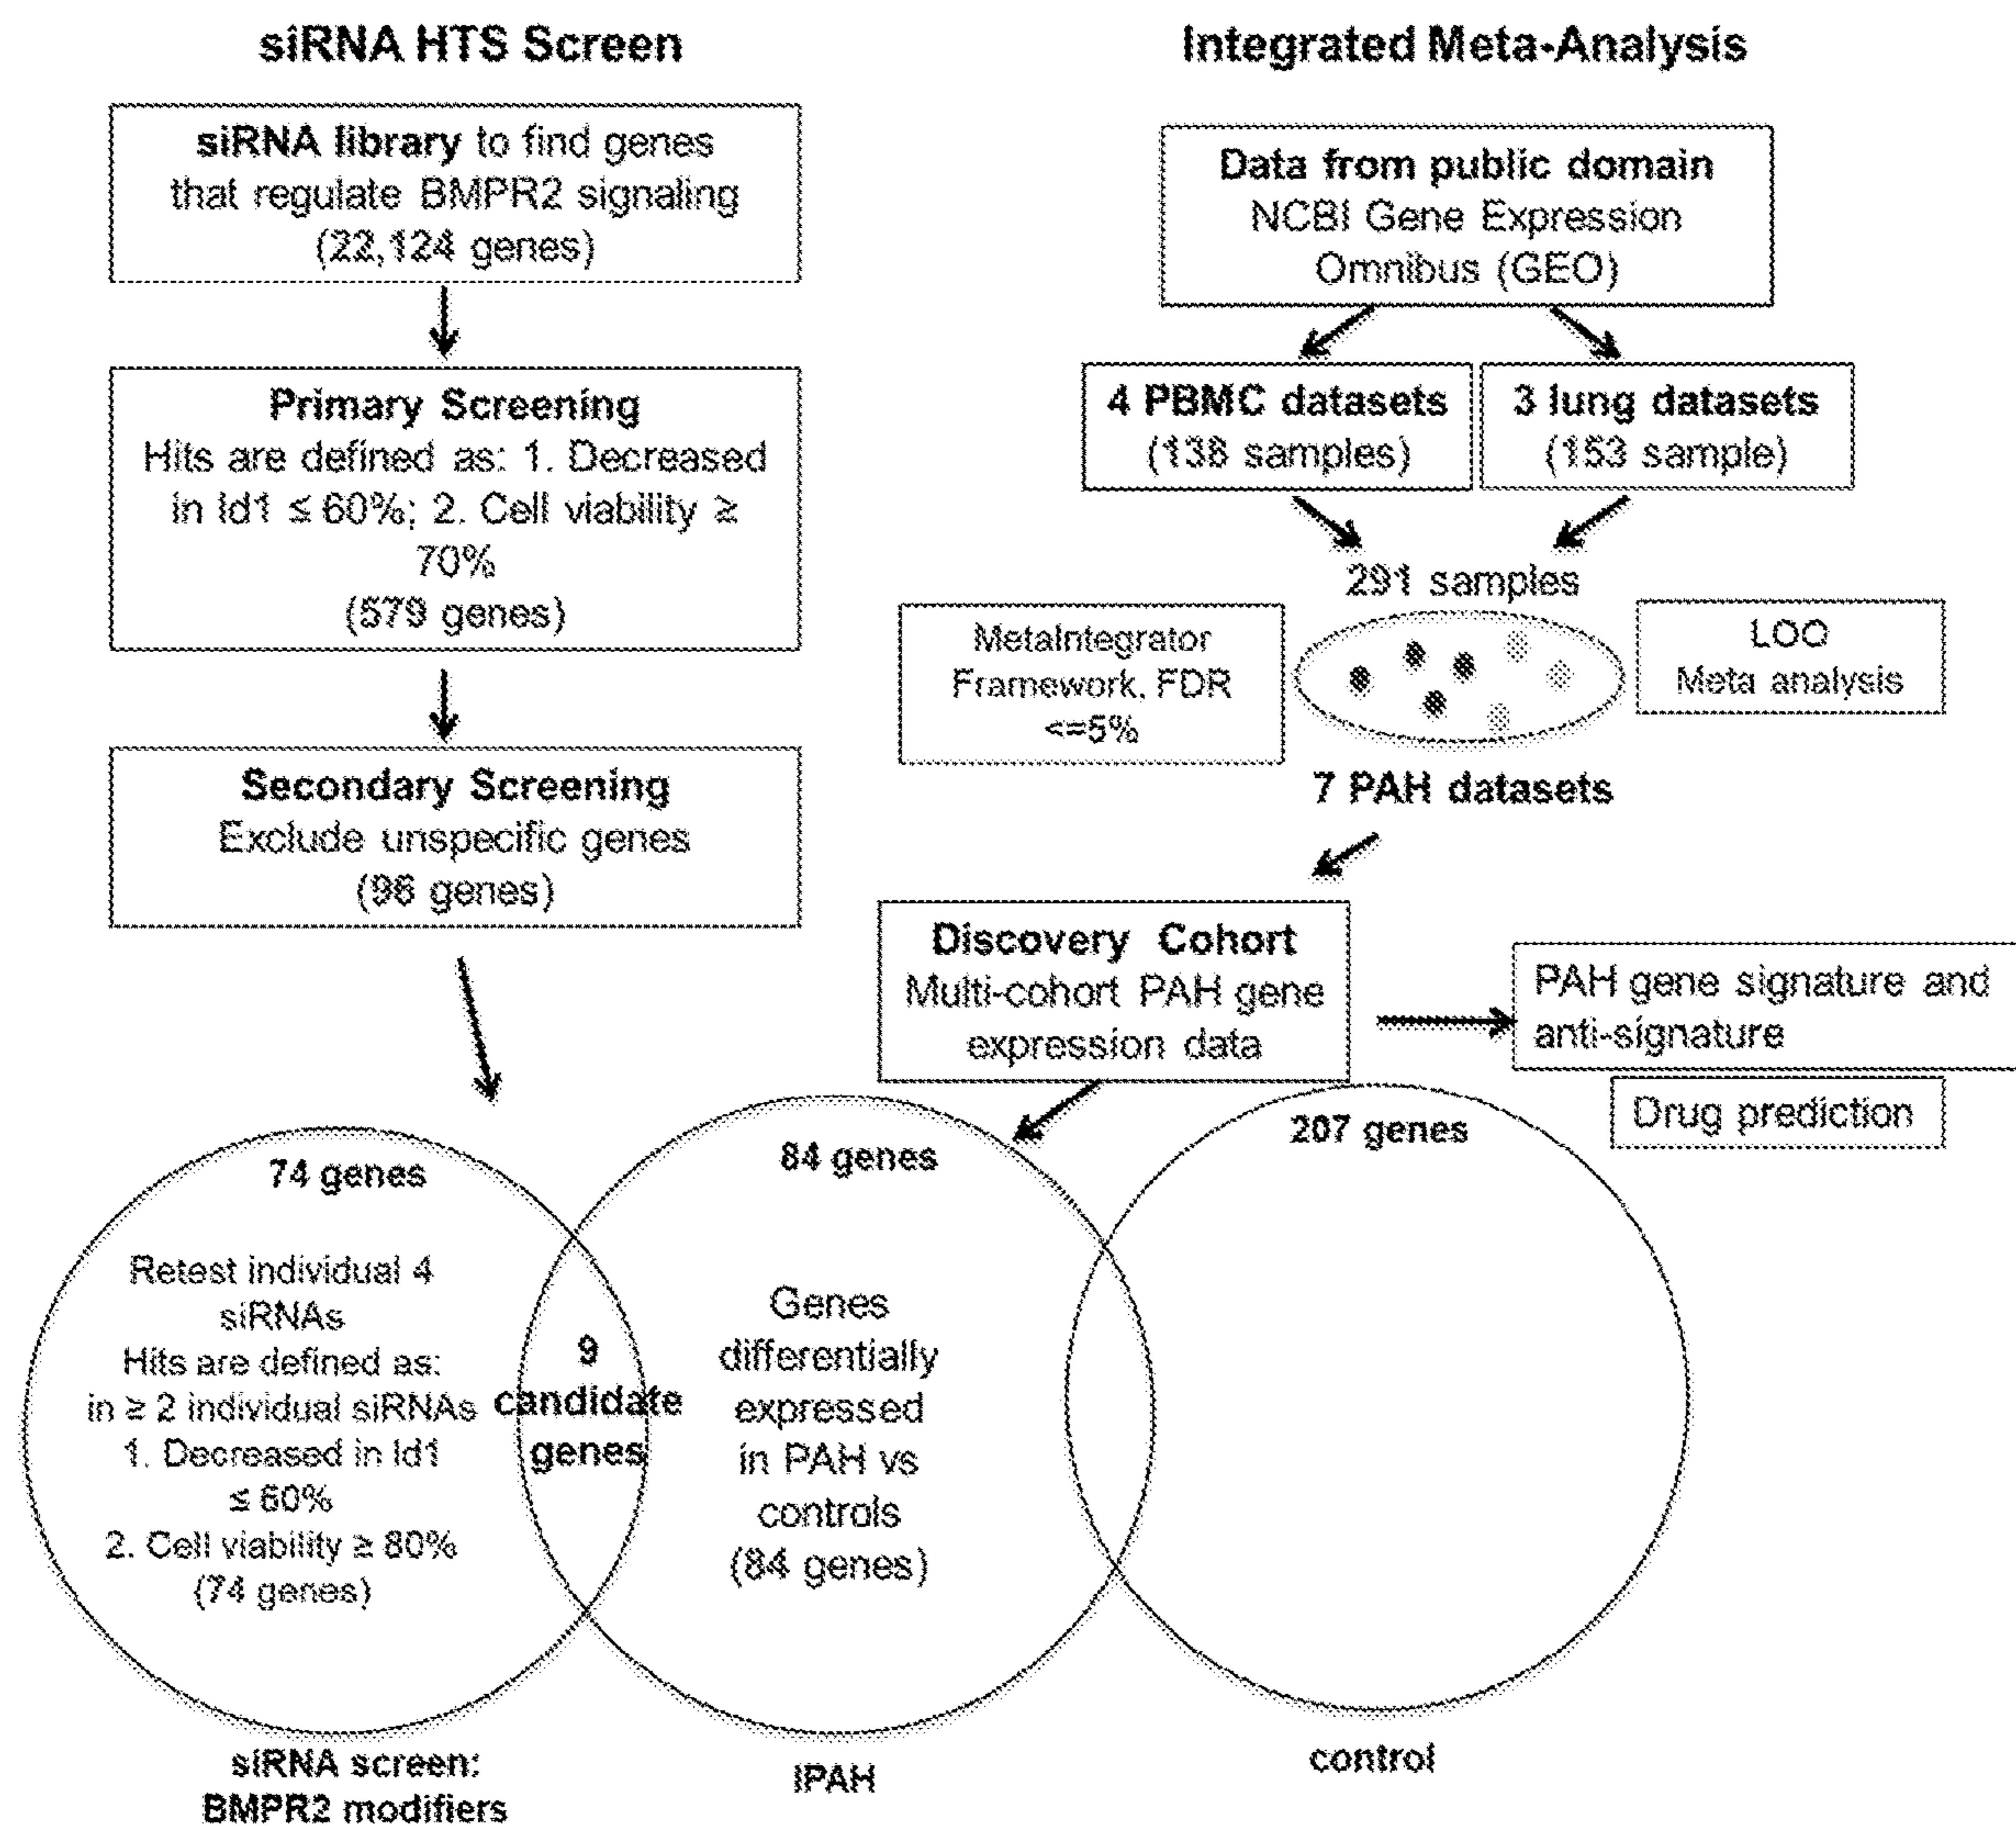 siRNA HTS Screen
siRNA library to find genes
that regulate BMPR2 signaling
(22,124 genes)
Primary Screening
Hits are defined as: 1. Decreased
in Id1 ≤ 60%; 2. Cell viability ≥
70%
(579 genes)
Secondary Screening
Exclude unspecific genes
(96 genes)
Integrated Meta-Analysis
Data from public domain
NCBI Gene Expression
Omnibus (GEO)
4 PBMC datasets
(138 samples)
3 lung datasets
(153 sample)
291 samples
MetaIntegrator
Framework, FDR
<=5%
LOO
Meta analysis
7 PAH datasets
Discovery Cohort
Multi-cohort PAH gene
expression data
PAH gene signature and
anti-signature
Drug prediction
74 genes
Retest individual 4
siRNAs
Hits are defined as:
in ≥ 2 individual siRNAs
1. Decreased in Id1
≤ 60%
2. Cell viability ≥ 80%
(74 genes)
9
candidate
genes
84 genes
Genes
differentially
expressed
in PAH vs
controls
(84 genes)
207 genes
siRNA screen:
BMPR2 modifiers
IPAH
control